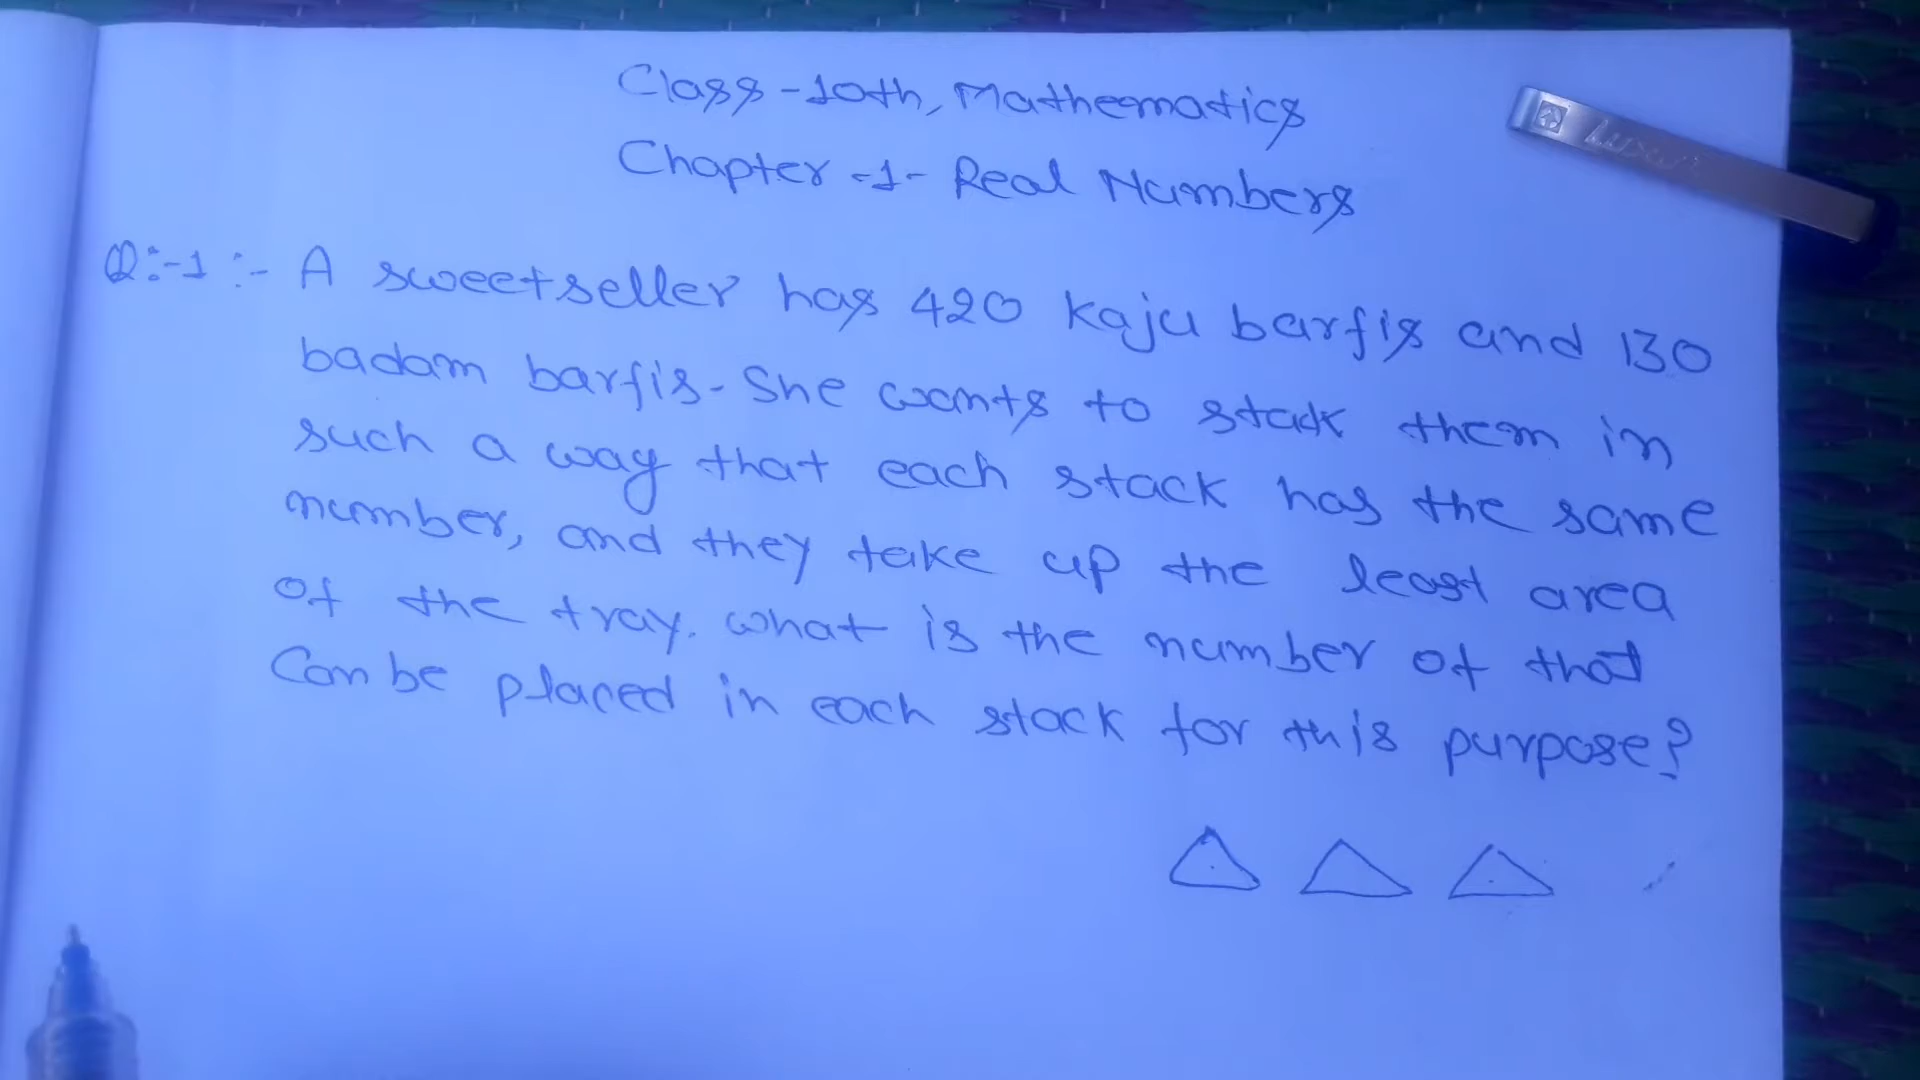 Class-10th, Mathematics
Chapter-1- Real Numbers
Q:-1:- A sweetseller has 420 Kaju barfis and 130
badam barfis. She wants to stack them in
such a way that each stack has the same
number, and they take up the least area
of the tray. what is the number of that
Can be placed in each stack for this purpose?
Luxor